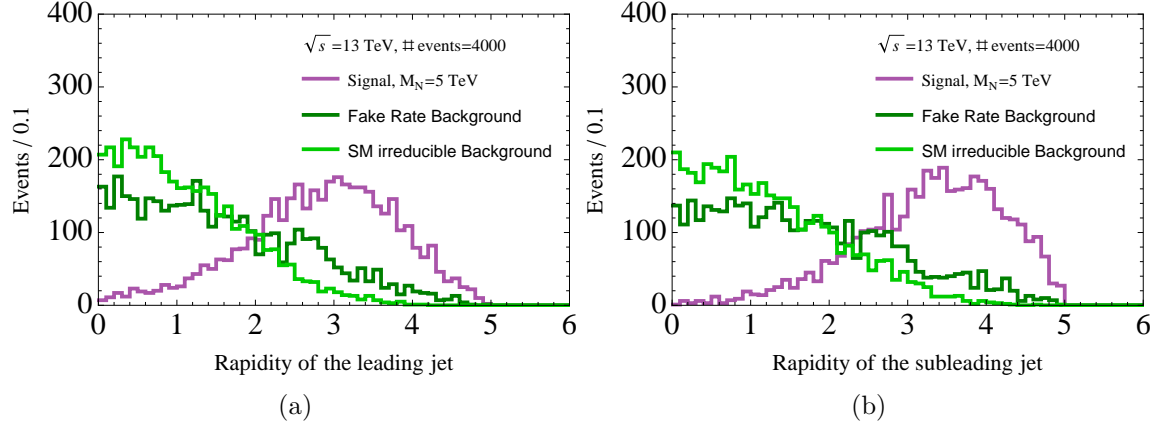 400
300
200
100
0
Events / 0.1
√s =13 TeV, # events=4000
Signal, M_N=5 TeV
Fake Rate Background
SM irreducible Background
0 1 2 3 4 5 6
Rapidity of the leading jet
(a)
400
300
200
100
0
Events / 0.1
√s =13 TeV, # events=4000
Signal, M_N=5 TeV
Fake Rate Background
SM irreducible Background
0 1 2 3 4 5 6
Rapidity of the subleading jet
(b)